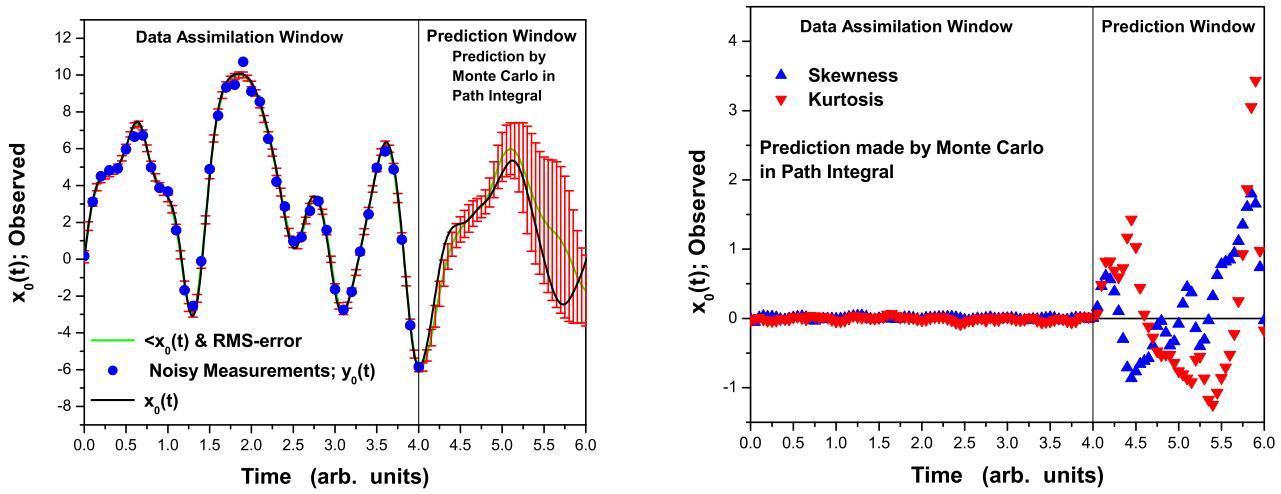 Data Assimilation Window
Prediction Window
Prediction by
Monte Carlo in
Path Integral
12
10
8
6
4
2
0
-2
-4
-6
-8
x0(t); Observed
<x0(t) & RMS-error
Noisy Measurements; y0(t)
x0(t)
0.0 0.5 1.0 1.5 2.0 2.5 3.0 3.5 4.0 4.5 5.0 5.5 6.0
Time (arb. units)
Data Assimilation Window
Prediction Window
Skewness
Kurtosis
Prediction made by Monte Carlo
in Path Integral
4
3
2
1
0
-1
x0(t); Observed
0.0 0.5 1.0 1.5 2.0 2.5 3.0 3.5 4.0 4.5 5.0 5.5 6.0
Time (arb. units)